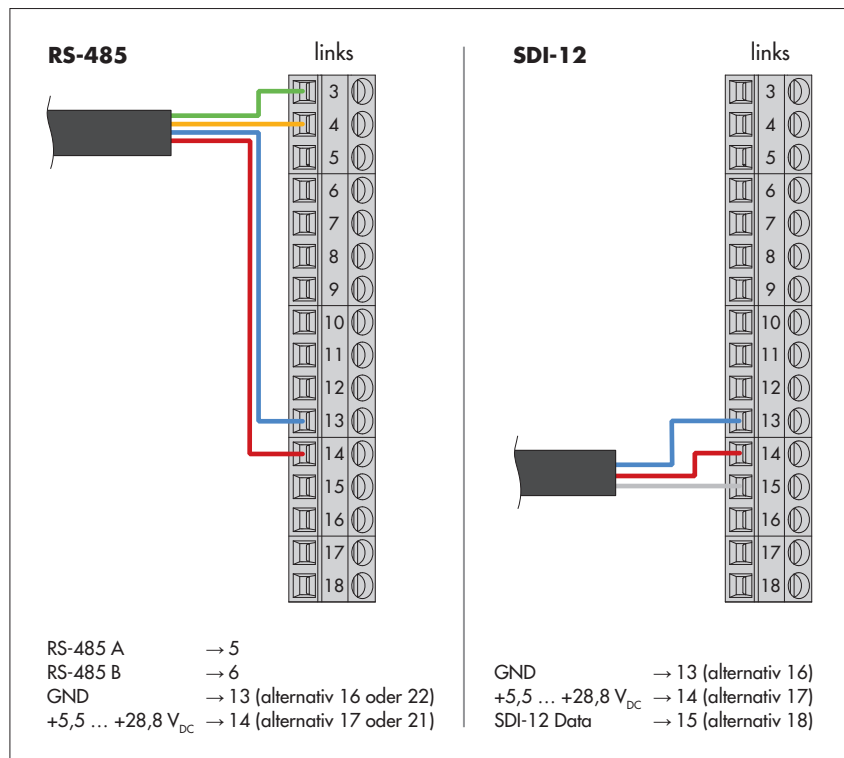 RS-485
links
3
4
5
6
7
8
9
10
11
12
13
14
15
16
17
18
RS-485 A → 5
RS-485 B → 6
GND → 13 (alternativ 16 oder 22)
+5,5 ... +28,8 VDC → 14 (alternativ 17 oder 21)
SDI-12
links
3
4
5
6
7
8
9
10
11
12
13
14
15
16
17
18
GND → 13 (alternativ 16)
+5,5 ... +28,8 VDC → 14 (alternativ 17)
SDI-12 Data → 15 (alternativ 18)